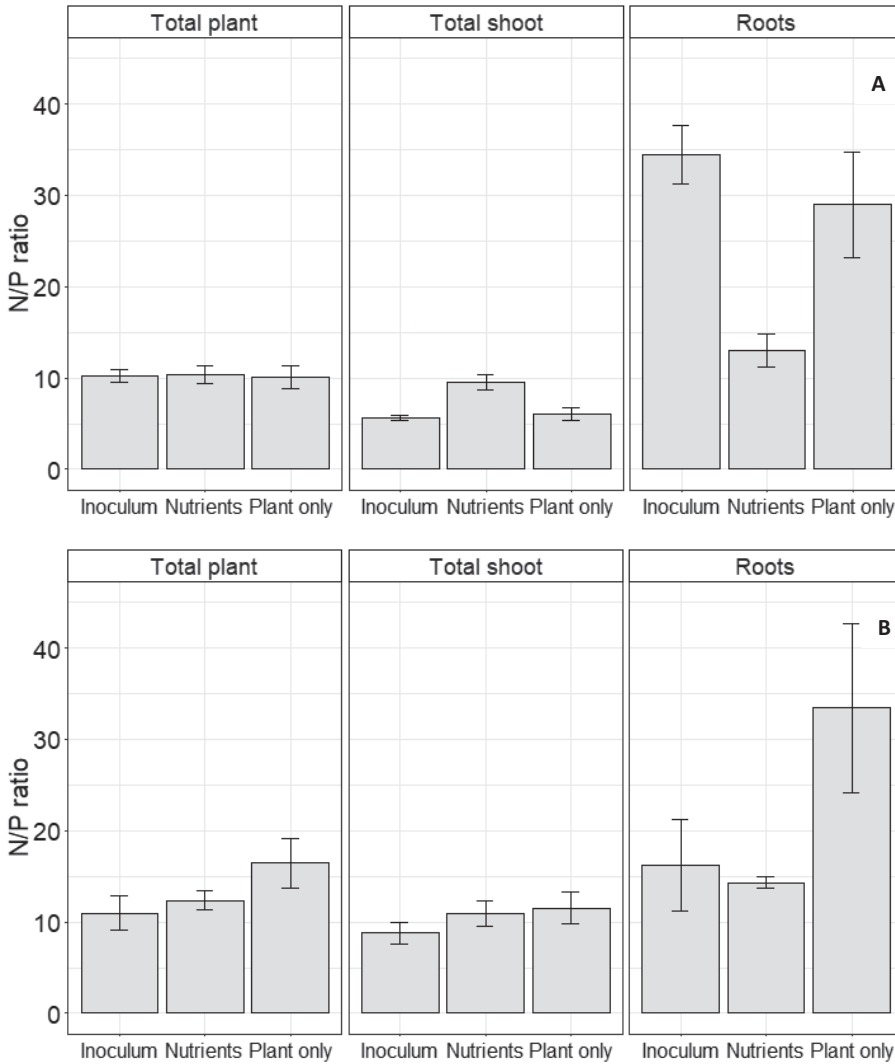 Total plant Total shoot Roots
A
40
30
20
10
0
N/P ratio
Inoculum Nutrients Plant only Inoculum Nutrients Plant only Inoculum Nutrients Plant only
Total plant Total shoot Roots
B
40
30
20
10
0
N/P ratio
Inoculum Nutrients Plant only Inoculum Nutrients Plant only Inoculum Nutrients Plant only